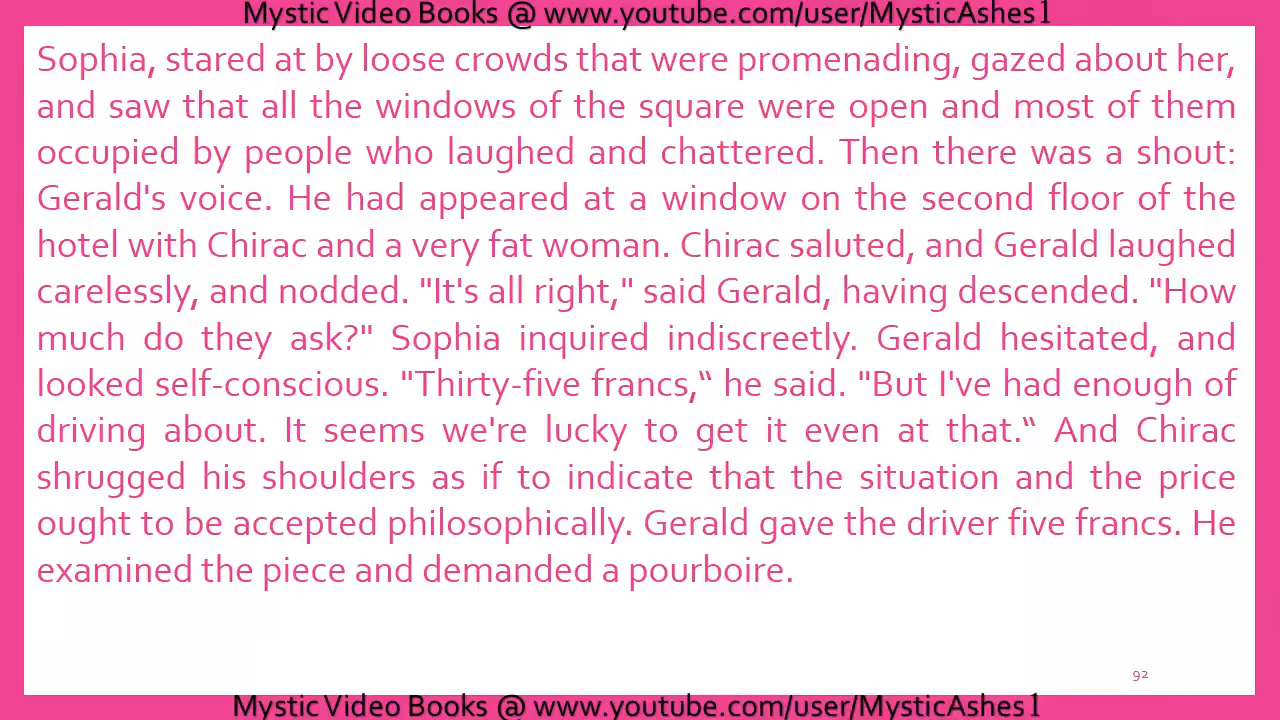 Mystic Video Books @ www.youtube.com/user/MysticAshes1
Sophia, stared at by loose crowds that were promenading, gazed about her,
and saw that all the windows of the square were open and most of them
occupied by people who laughed and chattered. Then there was a shout:
Gerald's voice. He had appeared at a window on the second floor of the
hotel with Chirac and a very fat woman. Chirac saluted, and Gerald laughed
carelessly, and nodded. "It's all right," said Gerald, having descended. "How
much do they ask?" Sophia inquired indiscreetly. Gerald hesitated, and
looked self-conscious. "Thirty-five francs,“ he said. "But I've had enough of
driving about. It seems we're lucky to get it even at that.“ And Chirac
shrugged his shoulders as if to indicate that the situation and the price
ought to be accepted philosophically. Gerald gave the driver five francs. He
examined the piece and demanded a pourboire.
92
Mystic Video Books @ www.youtube.com/user/MysticAshes1